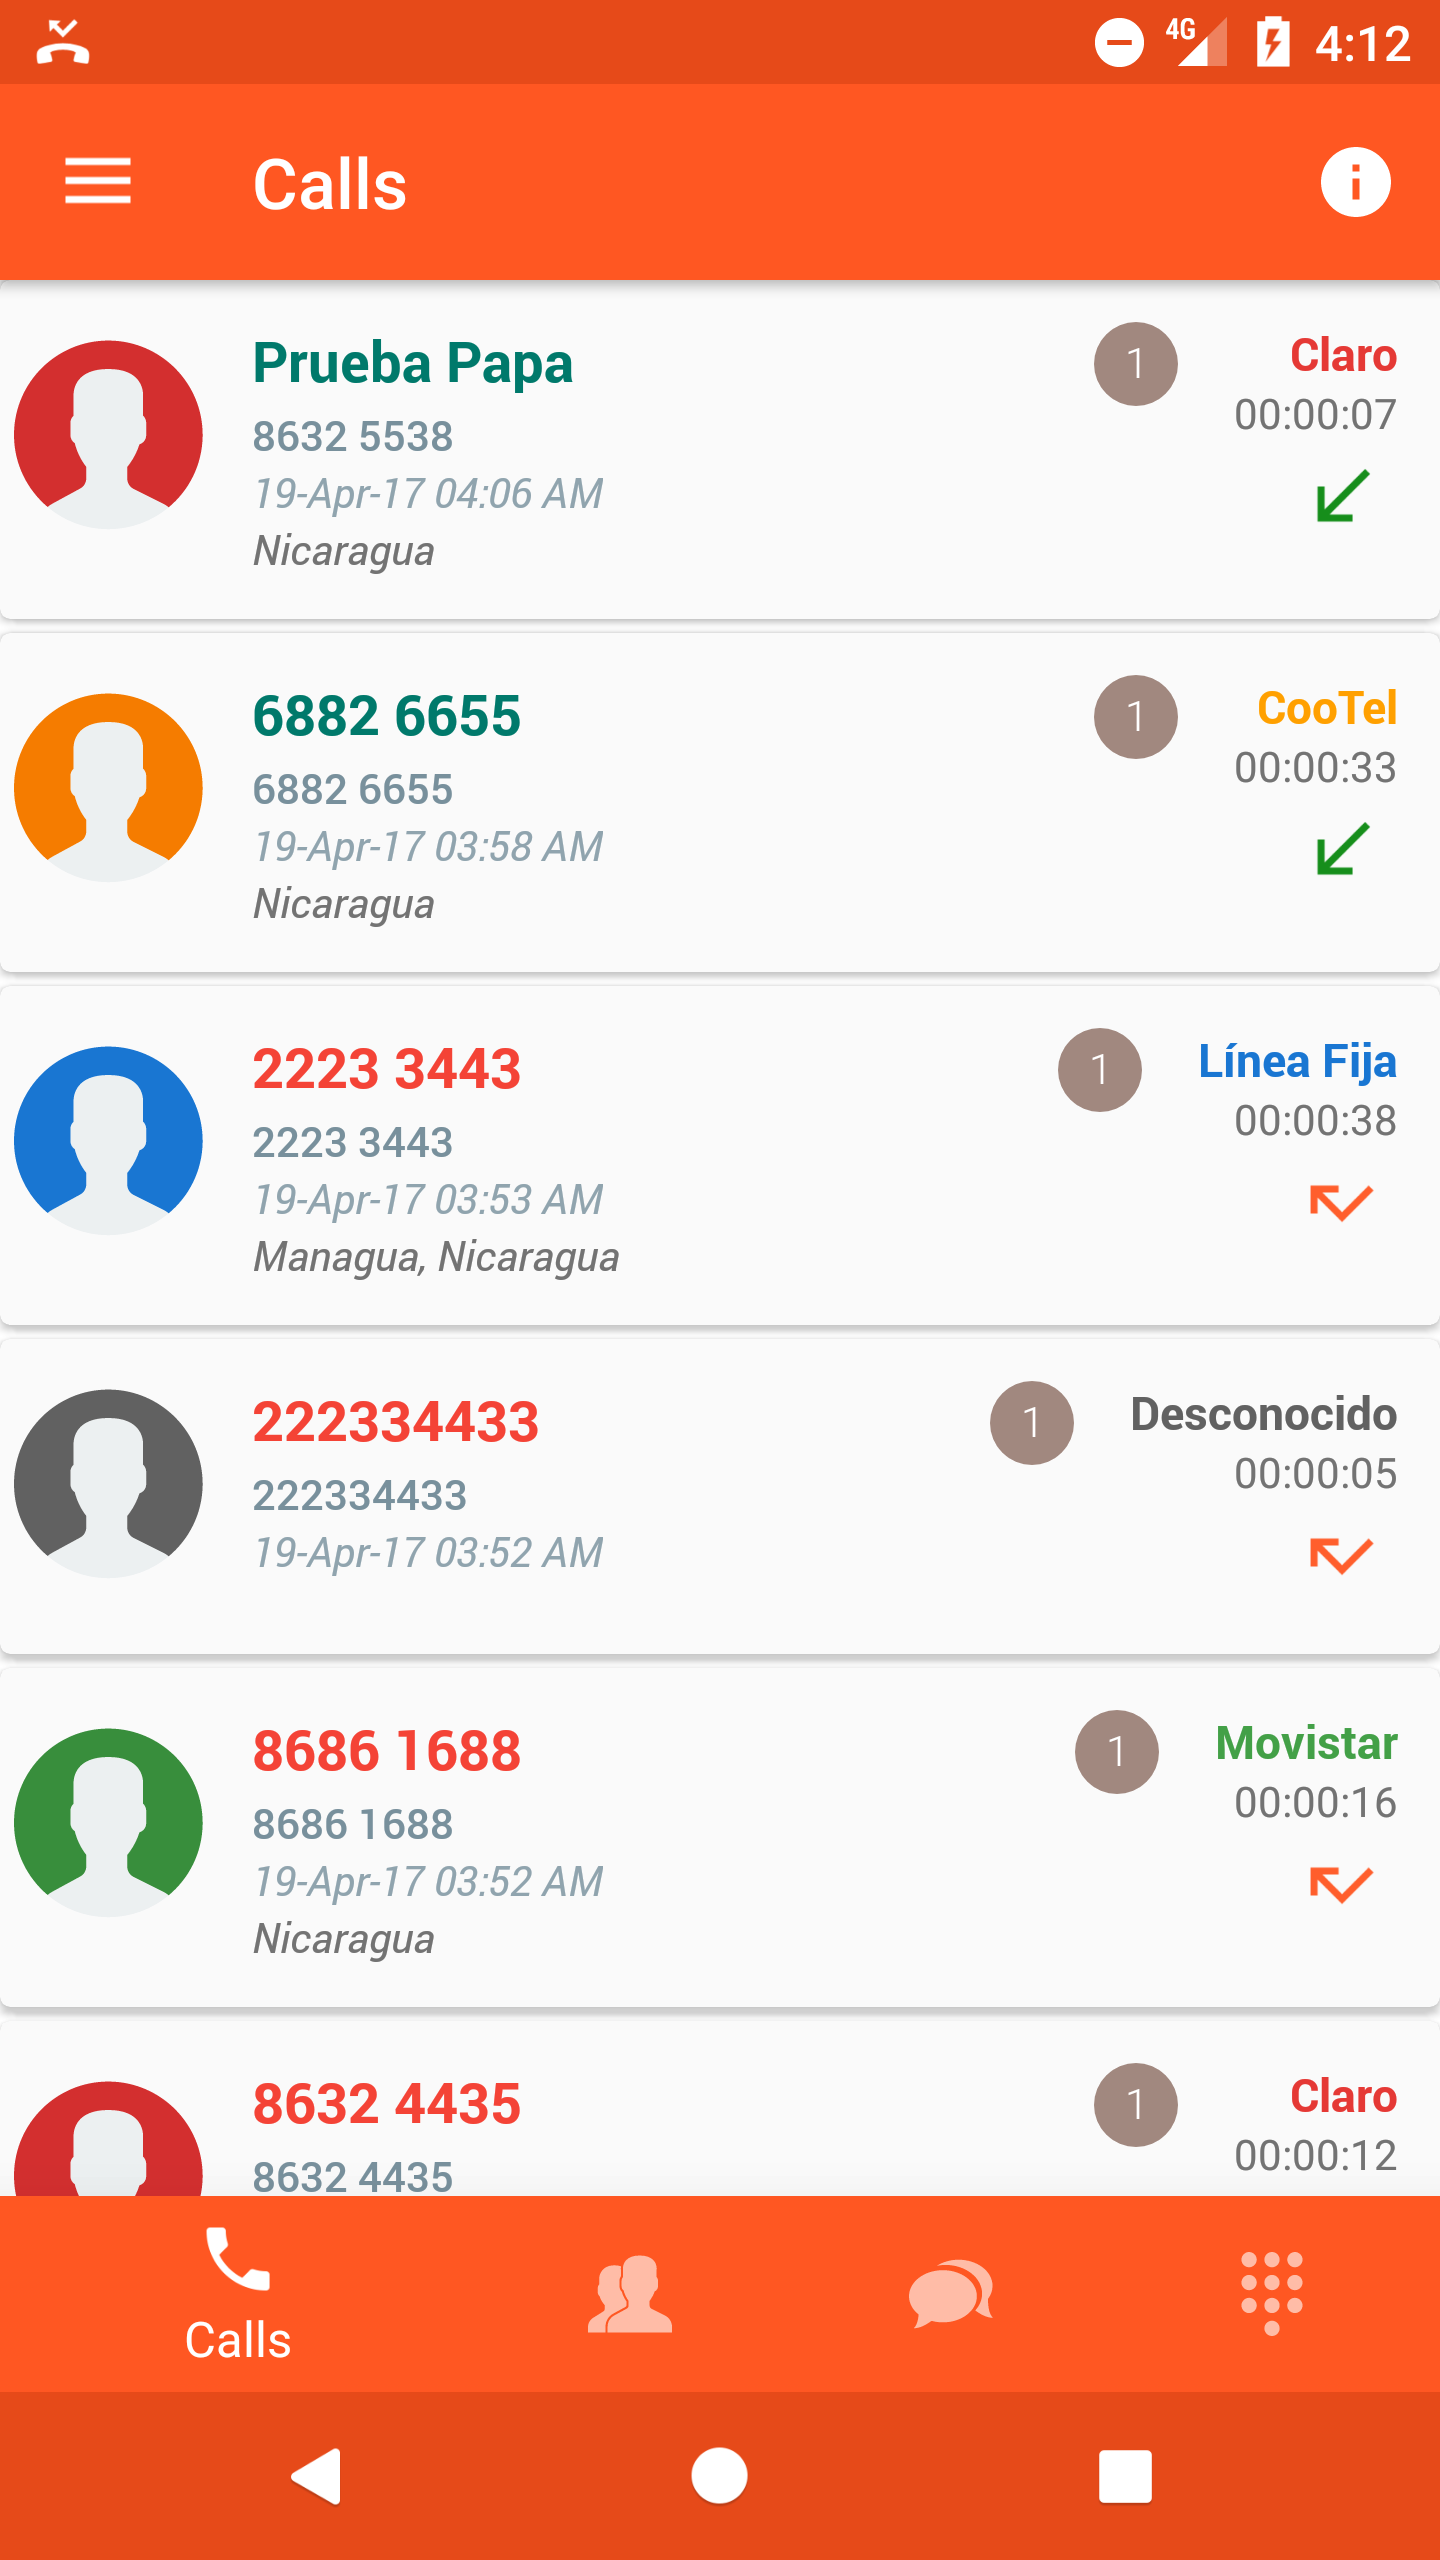 4G 4:12
Calls
Prueba Papa 1 Claro
8632 5538 00:00:07
19-Apr-17 04:06 AM
Nicaragua
6882 6655 1 CooTel
6882 6655 00:00:33
19-Apr-17 03:58 AM
Nicaragua
2223 3443 1 Línea Fija
2223 3443 00:00:38
19-Apr-17 03:53 AM
Managua, Nicaragua
222334433 1 Desconocido
222334433 00:00:05
19-Apr-17 03:52 AM
8686 1688 1 Movistar
8686 1688 00:00:16
19-Apr-17 03:52 AM
Nicaragua
8632 4435 1 Claro
8632 4435 00:00:12
Calls